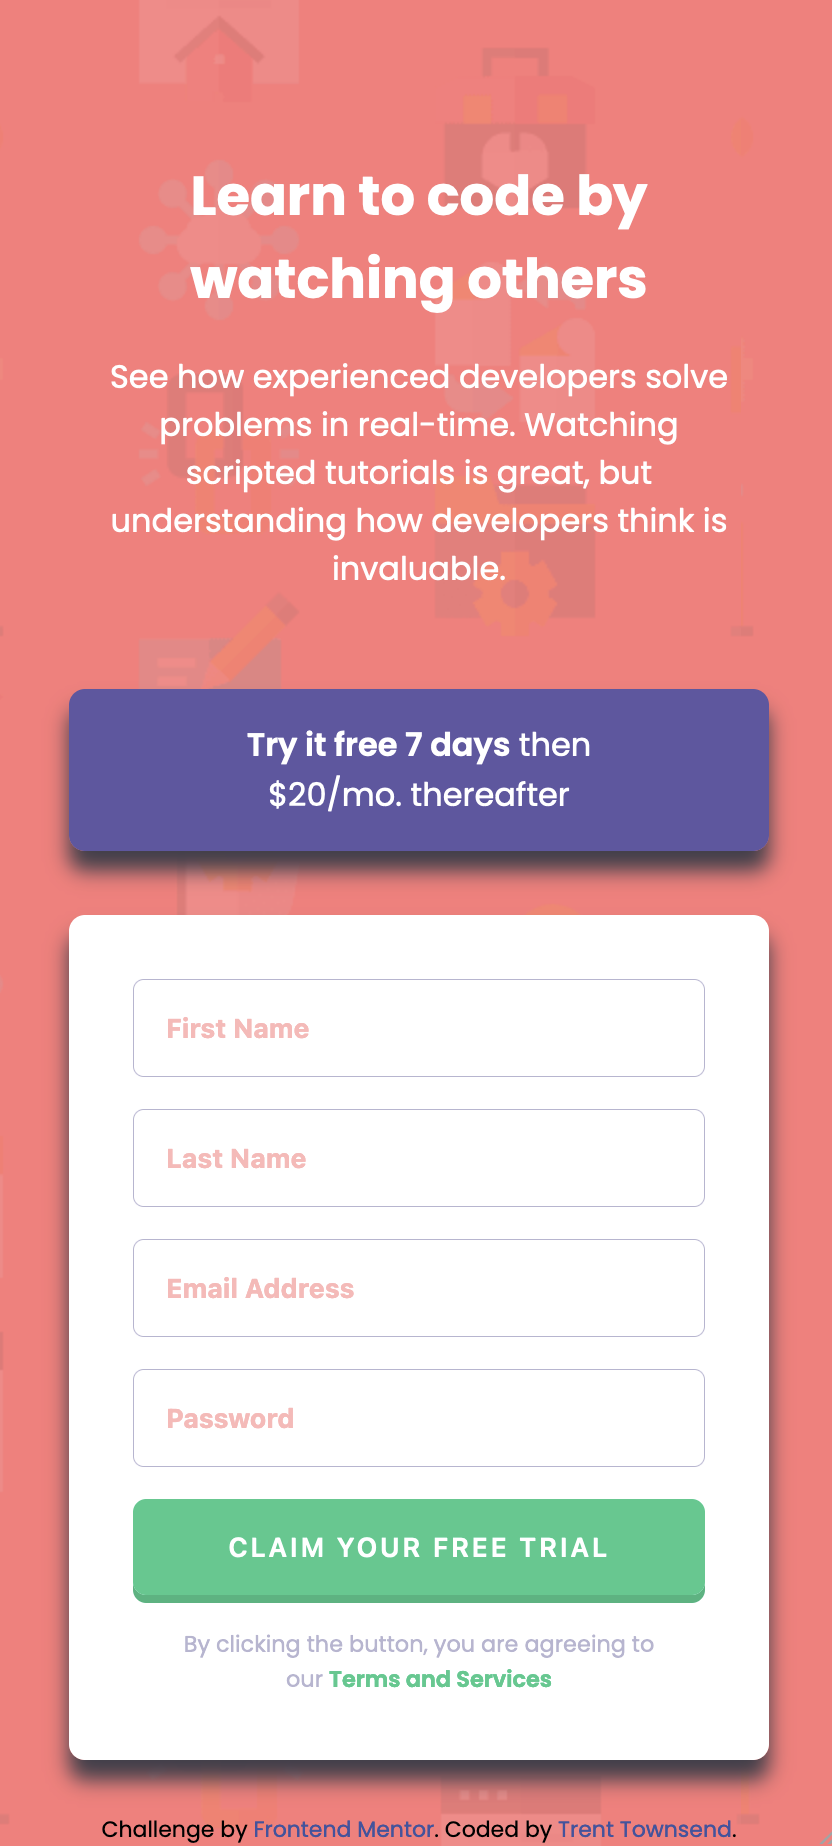 Learn to code by
watching others
See how experienced developers solve
problems in real-time. Watching
scripted tutorials is great, but
understanding how developers think is
invaluable.
Try it free 7 days then
$20/mo. thereafter
First Name
Last Name
Email Address
Password
CLAIM YOUR FREE TRIAL
By clicking the button, you are agreeing to
our Terms and Services
Challenge by Frontend Mentor. Coded by Trent Townsend.